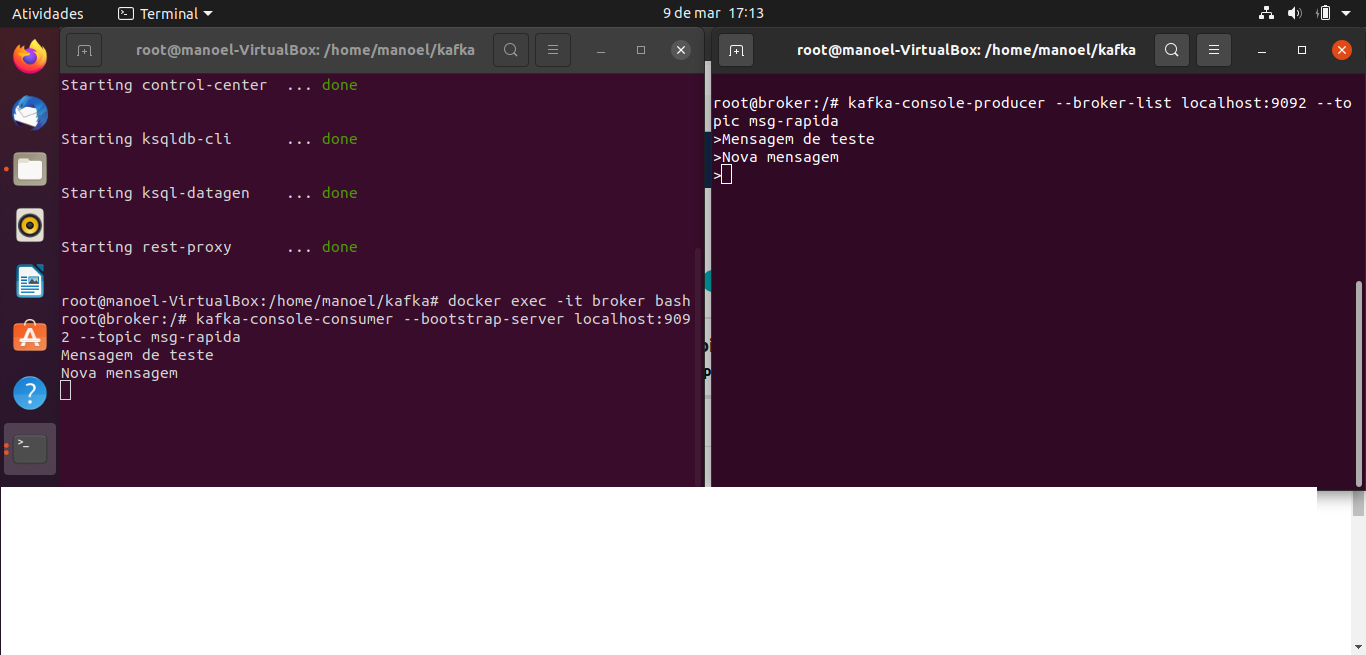 Atividades
Terminal
9 de mar 17:13
root@manoel-VirtualBox: /home/manoel/kafka
Starting control-center  ... done
Starting ksqldb-cli      ... done
Starting ksql-datagen    ... done
Starting rest-proxy      ... done
root@manoel-VirtualBox:/home/manoel/kafka# docker exec -it broker bash
root@broker:/# kafka-console-consumer --bootstrap-server localhost:909
2 --topic msg-rapida
Mensagem de teste
Nova mensagem
root@manoel-VirtualBox: /home/manoel/kafka
root@broker:/# kafka-console-producer --broker-list localhost:9092 --to
pic msg-rapida
>Mensagem de teste
>Nova mensagem
>